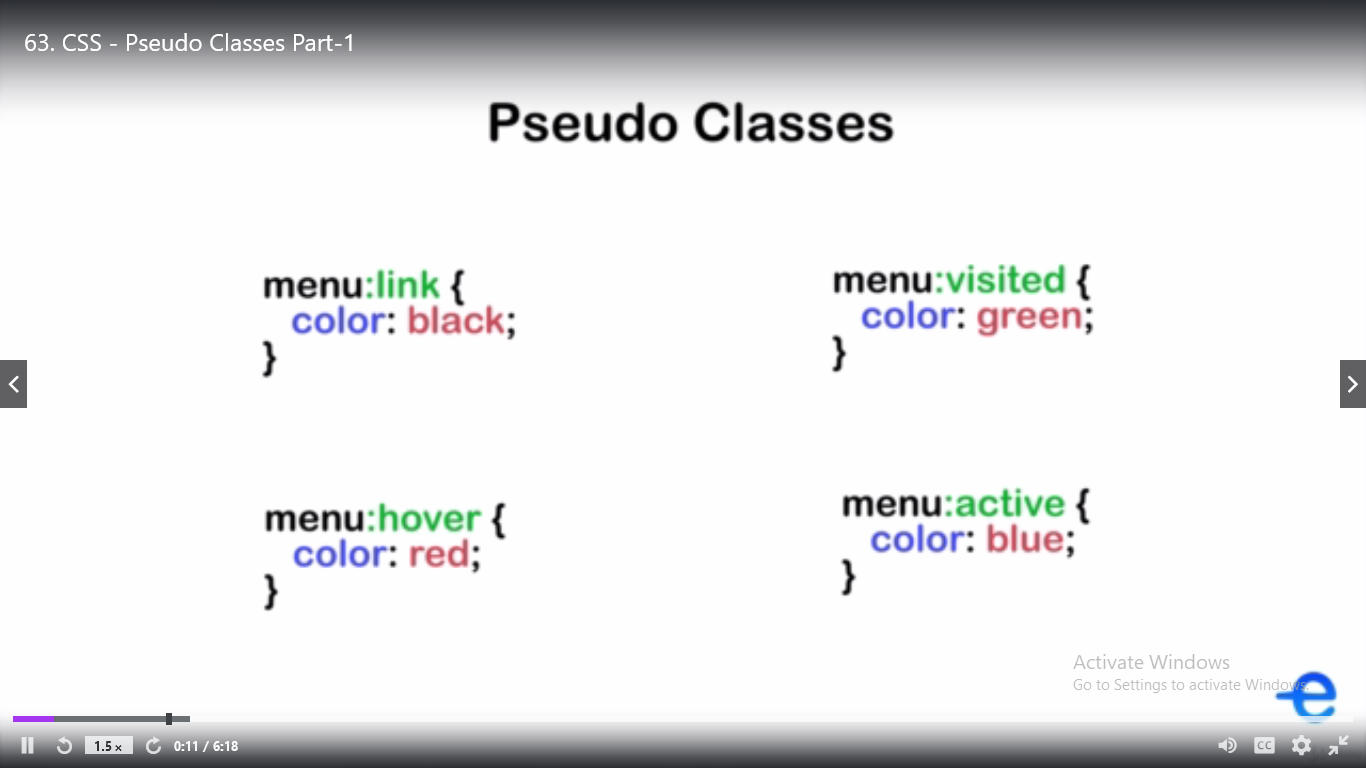 63. CSS - Pseudo Classes Part-1
Pseudo Classes
menu:link {
color: black;
}
menu:visited {
color: green;
}
menu:hover {
color: red;
}
menu:active {
color: blue;
}
Activate Windows
Go to Settings to activate Windows.
1.5 x
0:11 / 6:18
CC